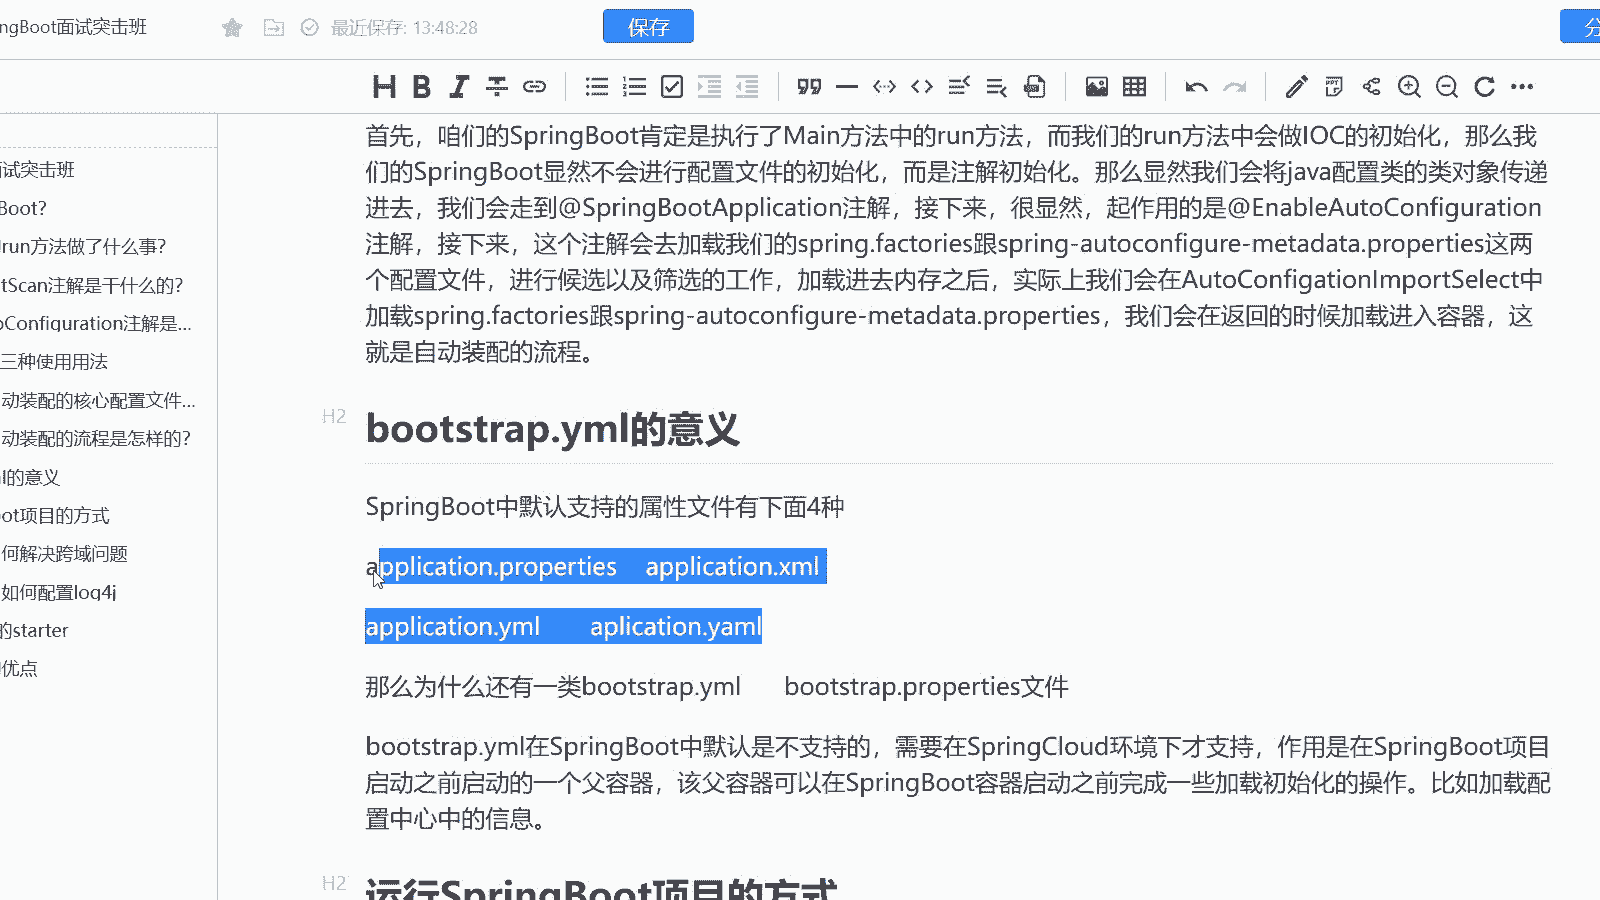 ngBoot面试突击班
最近保存: 13:48:28
保存
分
面试突击班
Boot?
run方法做了什么事?
tScan注解是干什么的?
oConfiguration注解是...
三种使用用法
动装配的核心配置文件...
动装配的流程是怎样的?
l的意义
ot项目的方式
何解决跨域问题
如何配置log4j
的starter
优点
首先，咱们的SpringBoot肯定是执行了Main方法中的run方法，而我们的run方法中会做IOC的初始化，那么我
们的SpringBoot显然不会进行配置文件的初始化，而是注解初始化。那么显然我们会将java配置类的类对象传递
进去，我们会走到@SpringBootApplication注解，接下来，很显然，起作用的是@EnableAutoConfiguration
注解，接下来，这个注解会去加载我们的spring.factories跟spring-autoconfigure-metadata.properties这两
个配置文件，进行候选以及筛选的工作，加载进去内存之后，实际上我们会在AutoConfigationImportSelect中
加载spring.factories跟spring-autoconfigure-metadata.properties，我们会在返回的时候加载进入容器，这
就是自动装配的流程。
H2
bootstrap.yml的意义
SpringBoot中默认支持的属性文件有下面4种
application.properties application.xml
application.yml aplication.yaml
那么为什么还有一类bootstrap.yml bootstrap.properties文件
bootstrap.yml在SpringBoot中默认是不支持的，需要在SpringCloud环境下才支持，作用是在SpringBoot项目
启动之前启动的一个父容器，该父容器可以在SpringBoot容器启动之前完成一些加载初始化的操作。比如加载配
置中心中的信息。
H2
运行SpringBoot项目的方式